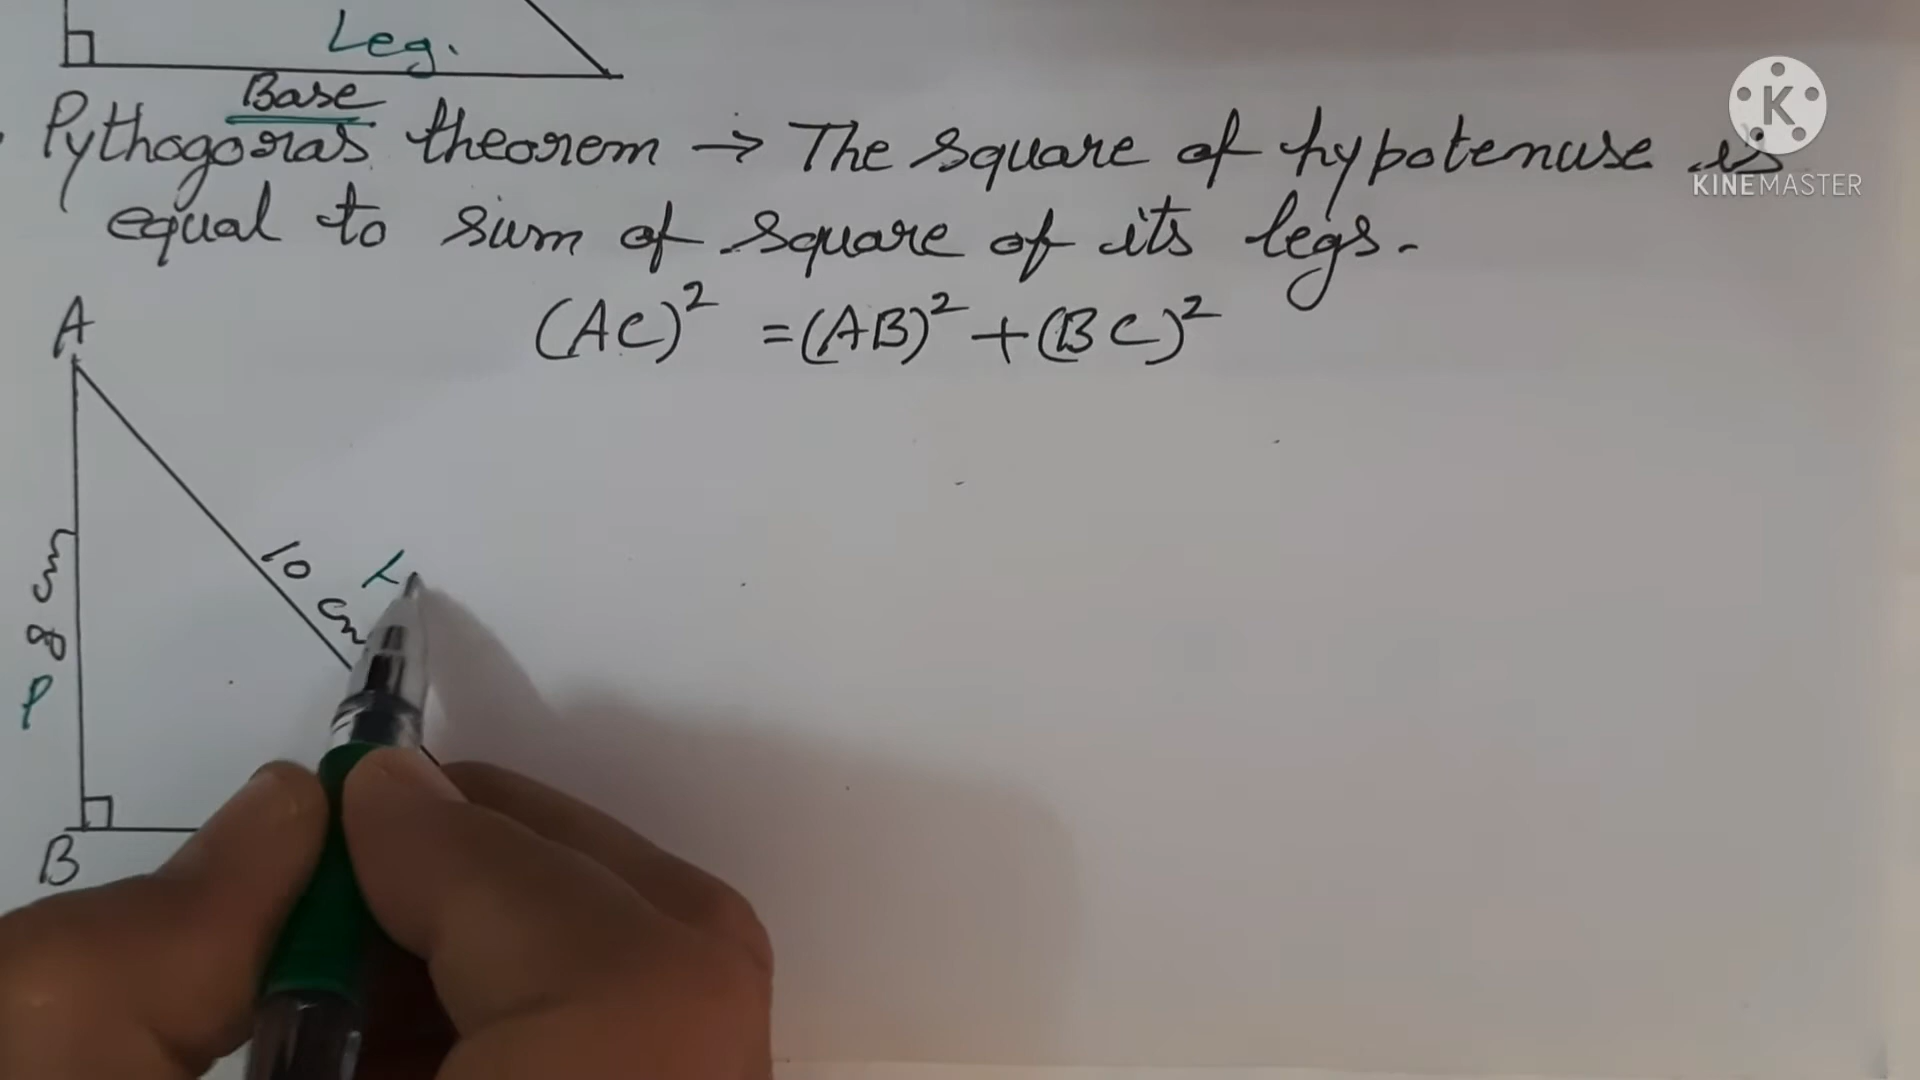 Leg.
Base
Pythagoras theorem → The square of hypotenuse is
equal to sum of square of its legs.
(AC)² = (AB)² + (BC)²
A
10 cm
8 cm
P
B
K
KINEMASTER